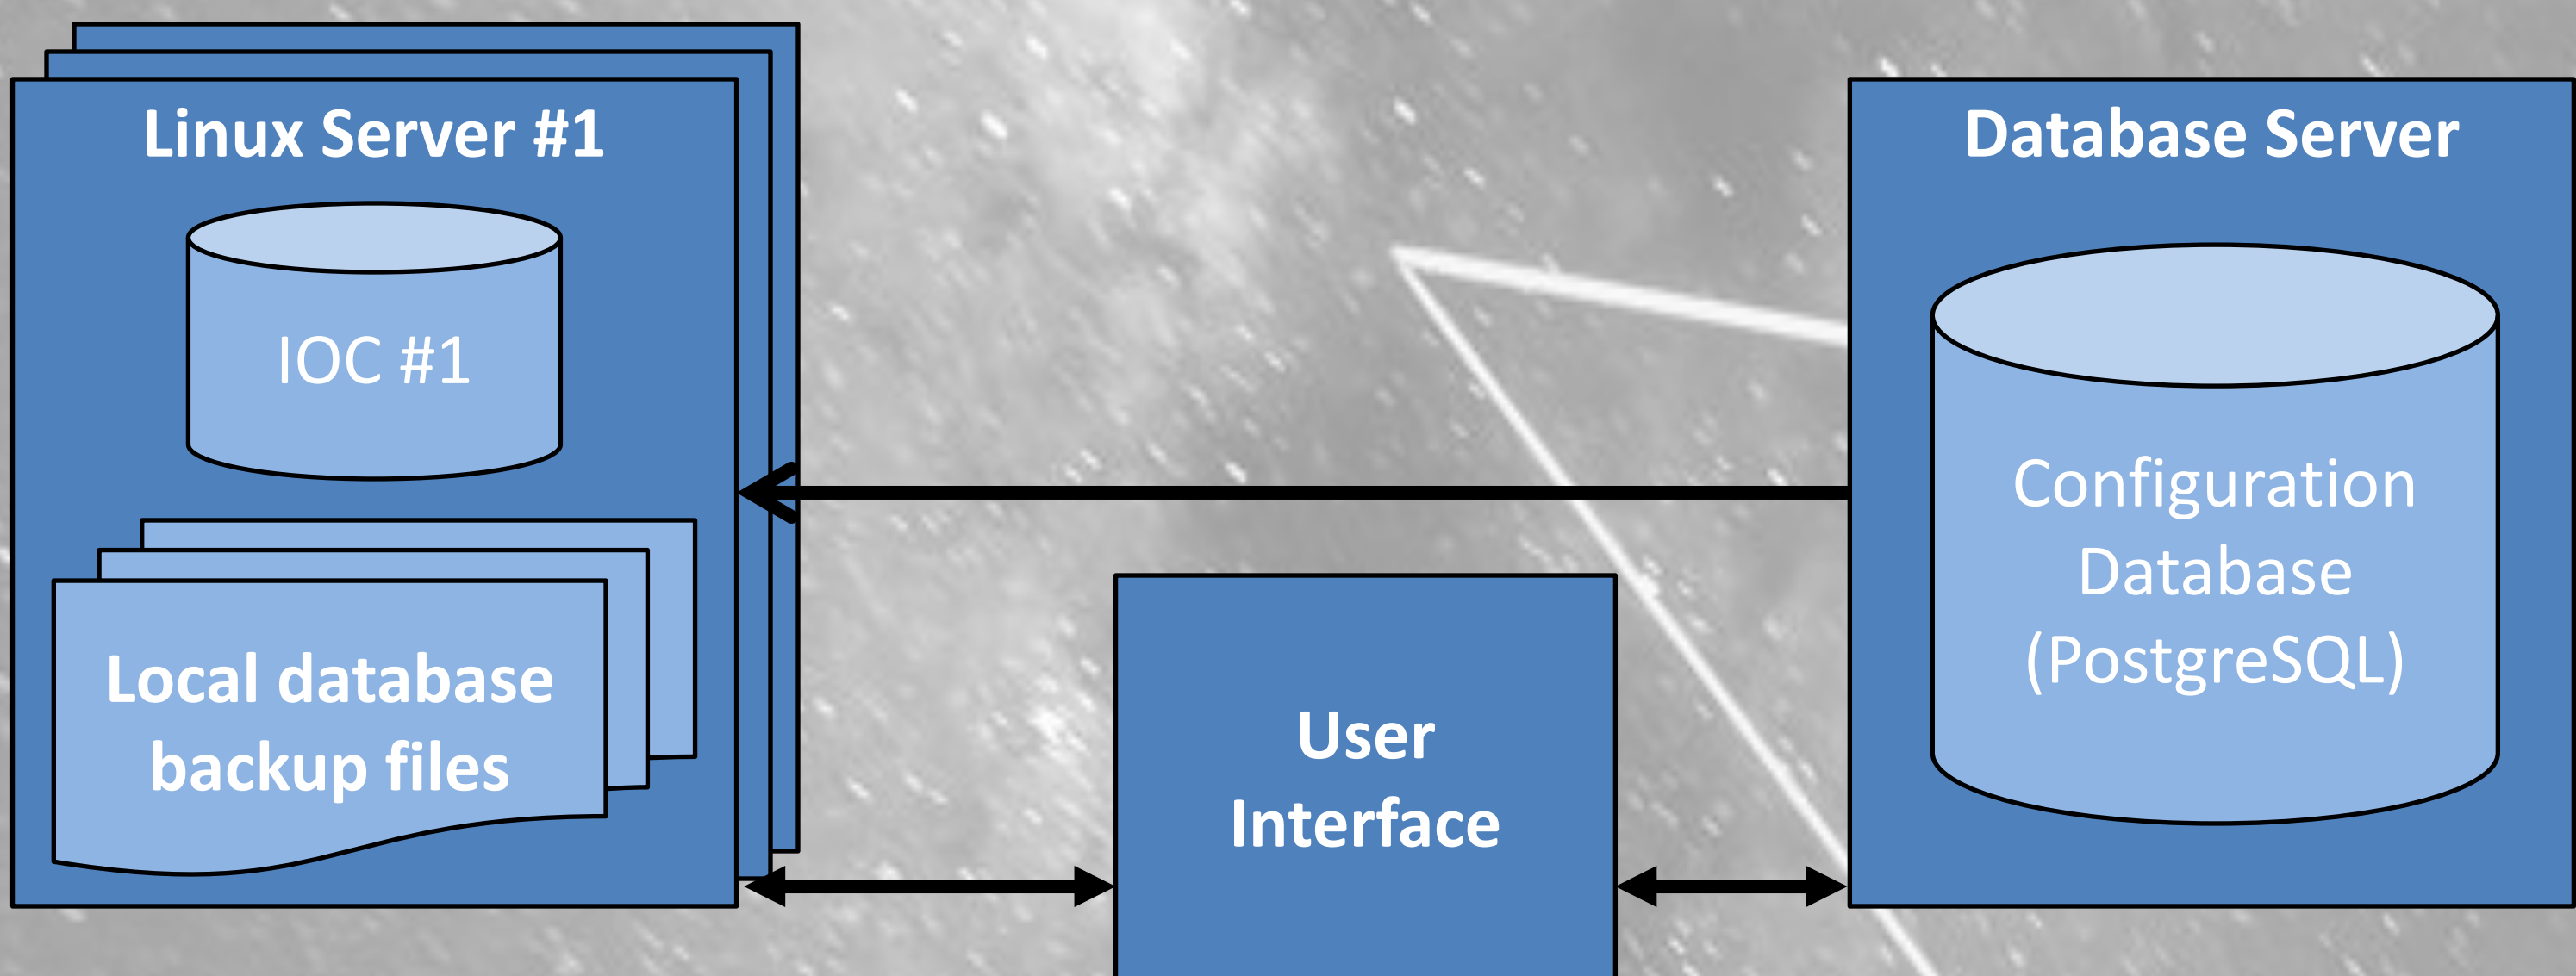 Linux Server #1
IOC #1
Local database
backup files
User
Interface
Database Server
Configuration
Database
(PostgreSQL)